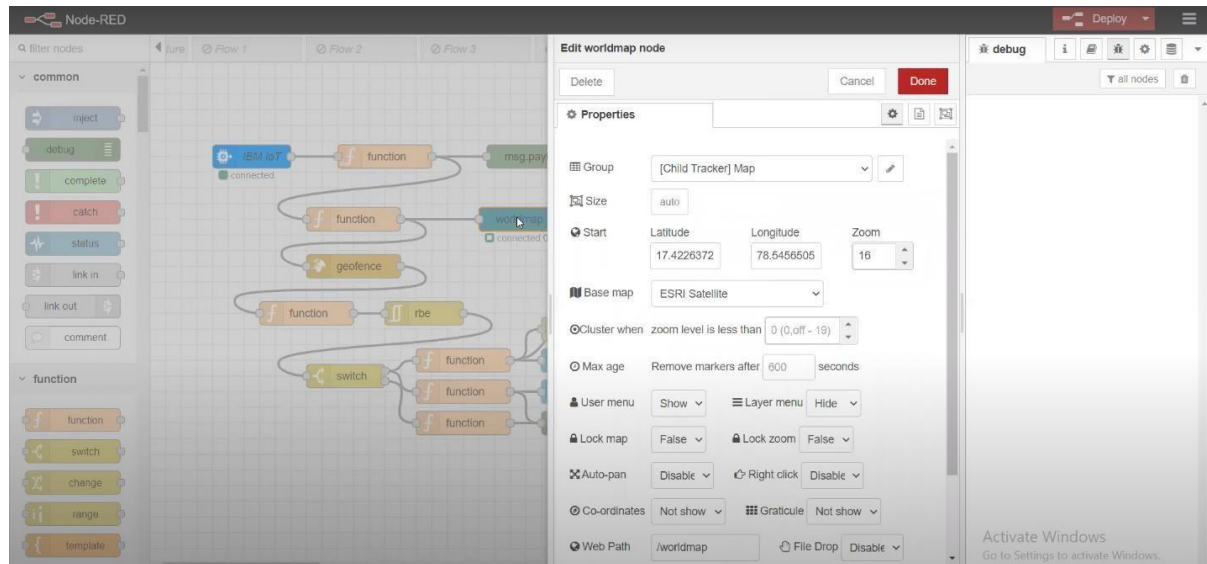 Node-RED
Deploy
filter nodes
Flow 1
Flow 2
Flow 3
common
inject
debug
complete
catch
status
link in
link out
comment
function
function
switch
change
range
template
IBM IoT
connected
function
msg.pay
function
worldmap
connected
geofence
function
rbe
switch
function
function
function
Edit worldmap node
Delete
Cancel
Done
Properties
Group
[Child Tracker] Map
Size
auto
Start
Latitude
Longitude
Zoom
17.4226372
78.5456505
16
Base map
ESRI Satellite
Cluster when zoom level is less than 0 (0,off - 19)
Max age Remove markers after 600 seconds
User menu Show Layer menu Hide
Lock map False Lock zoom False
Auto-pan Disable Right click Disable
Co-ordinates Not show Graticule Not show
Web Path /worldmap File Drop Disable
debug
i
all nodes
Activate Windows
Go to Settings to activate Windows.